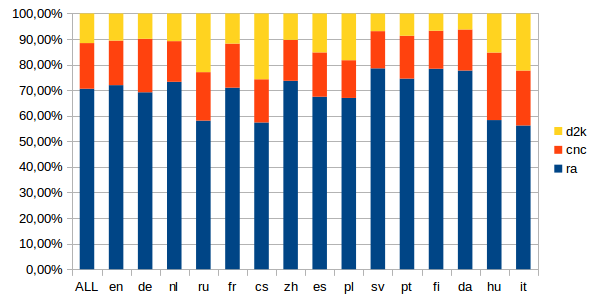 100,00%
90,00%
80,00%
70,00%
60,00%
50,00%
40,00%
30,00%
20,00%
10,00%
0,00%
ALL en de nl ru fr cs zh es pl sv pt fi da hu it
d2k
cnc
ra